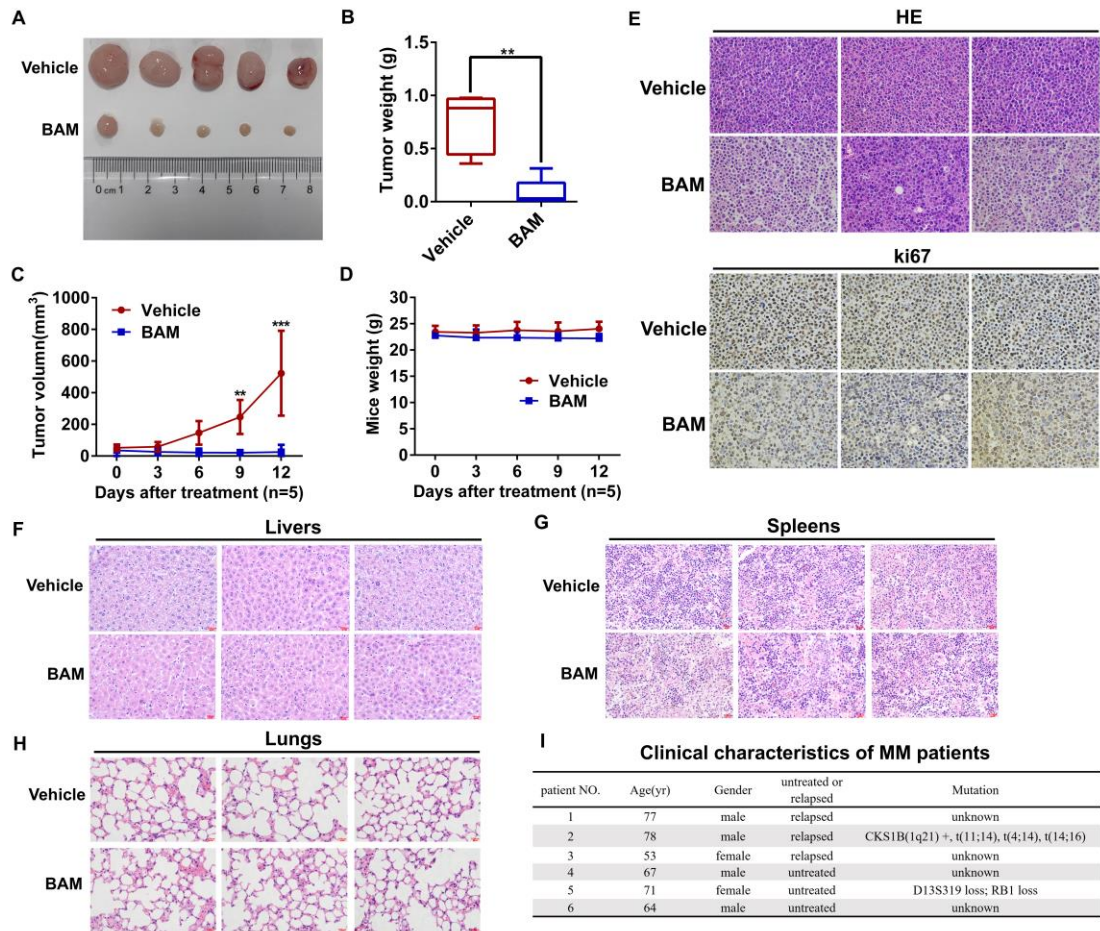 A
Vehicle
BAM
0 cm 1 2 3 4 5 6 7 8
B
Tumor weight (g)
1.5
1.0
0.5
0.0
**
Vehicle
BAM
C
Tumor volumn(mm³)
1000
800
600
400
200
0
Vehicle
BAM
**
***
0 3 6 9 12
Days after treatment (n=5)
D
Mice weight (g)
30
25
20
15
10
5
0
Vehicle
BAM
0 3 6 9 12
Days after treatment (n=5)
E
HE
Vehicle
BAM
ki67
Vehicle
BAM
F
Livers
Vehicle
BAM
G
Spleens
Vehicle
BAM
H
Lungs
Vehicle
BAM
I
Clinical characteristics of MM patients
patient NO. Age(yr) Gender untreated or relapsed Mutation
1 77 male relapsed unknown
2 78 male relapsed CKS1B(1q21) +, t(11;14), t(4;14), t(14;16)
3 53 female relapsed unknown
4 67 male untreated unknown
5 71 female untreated D13S319 loss; RB1 loss
6 64 male untreated unknown